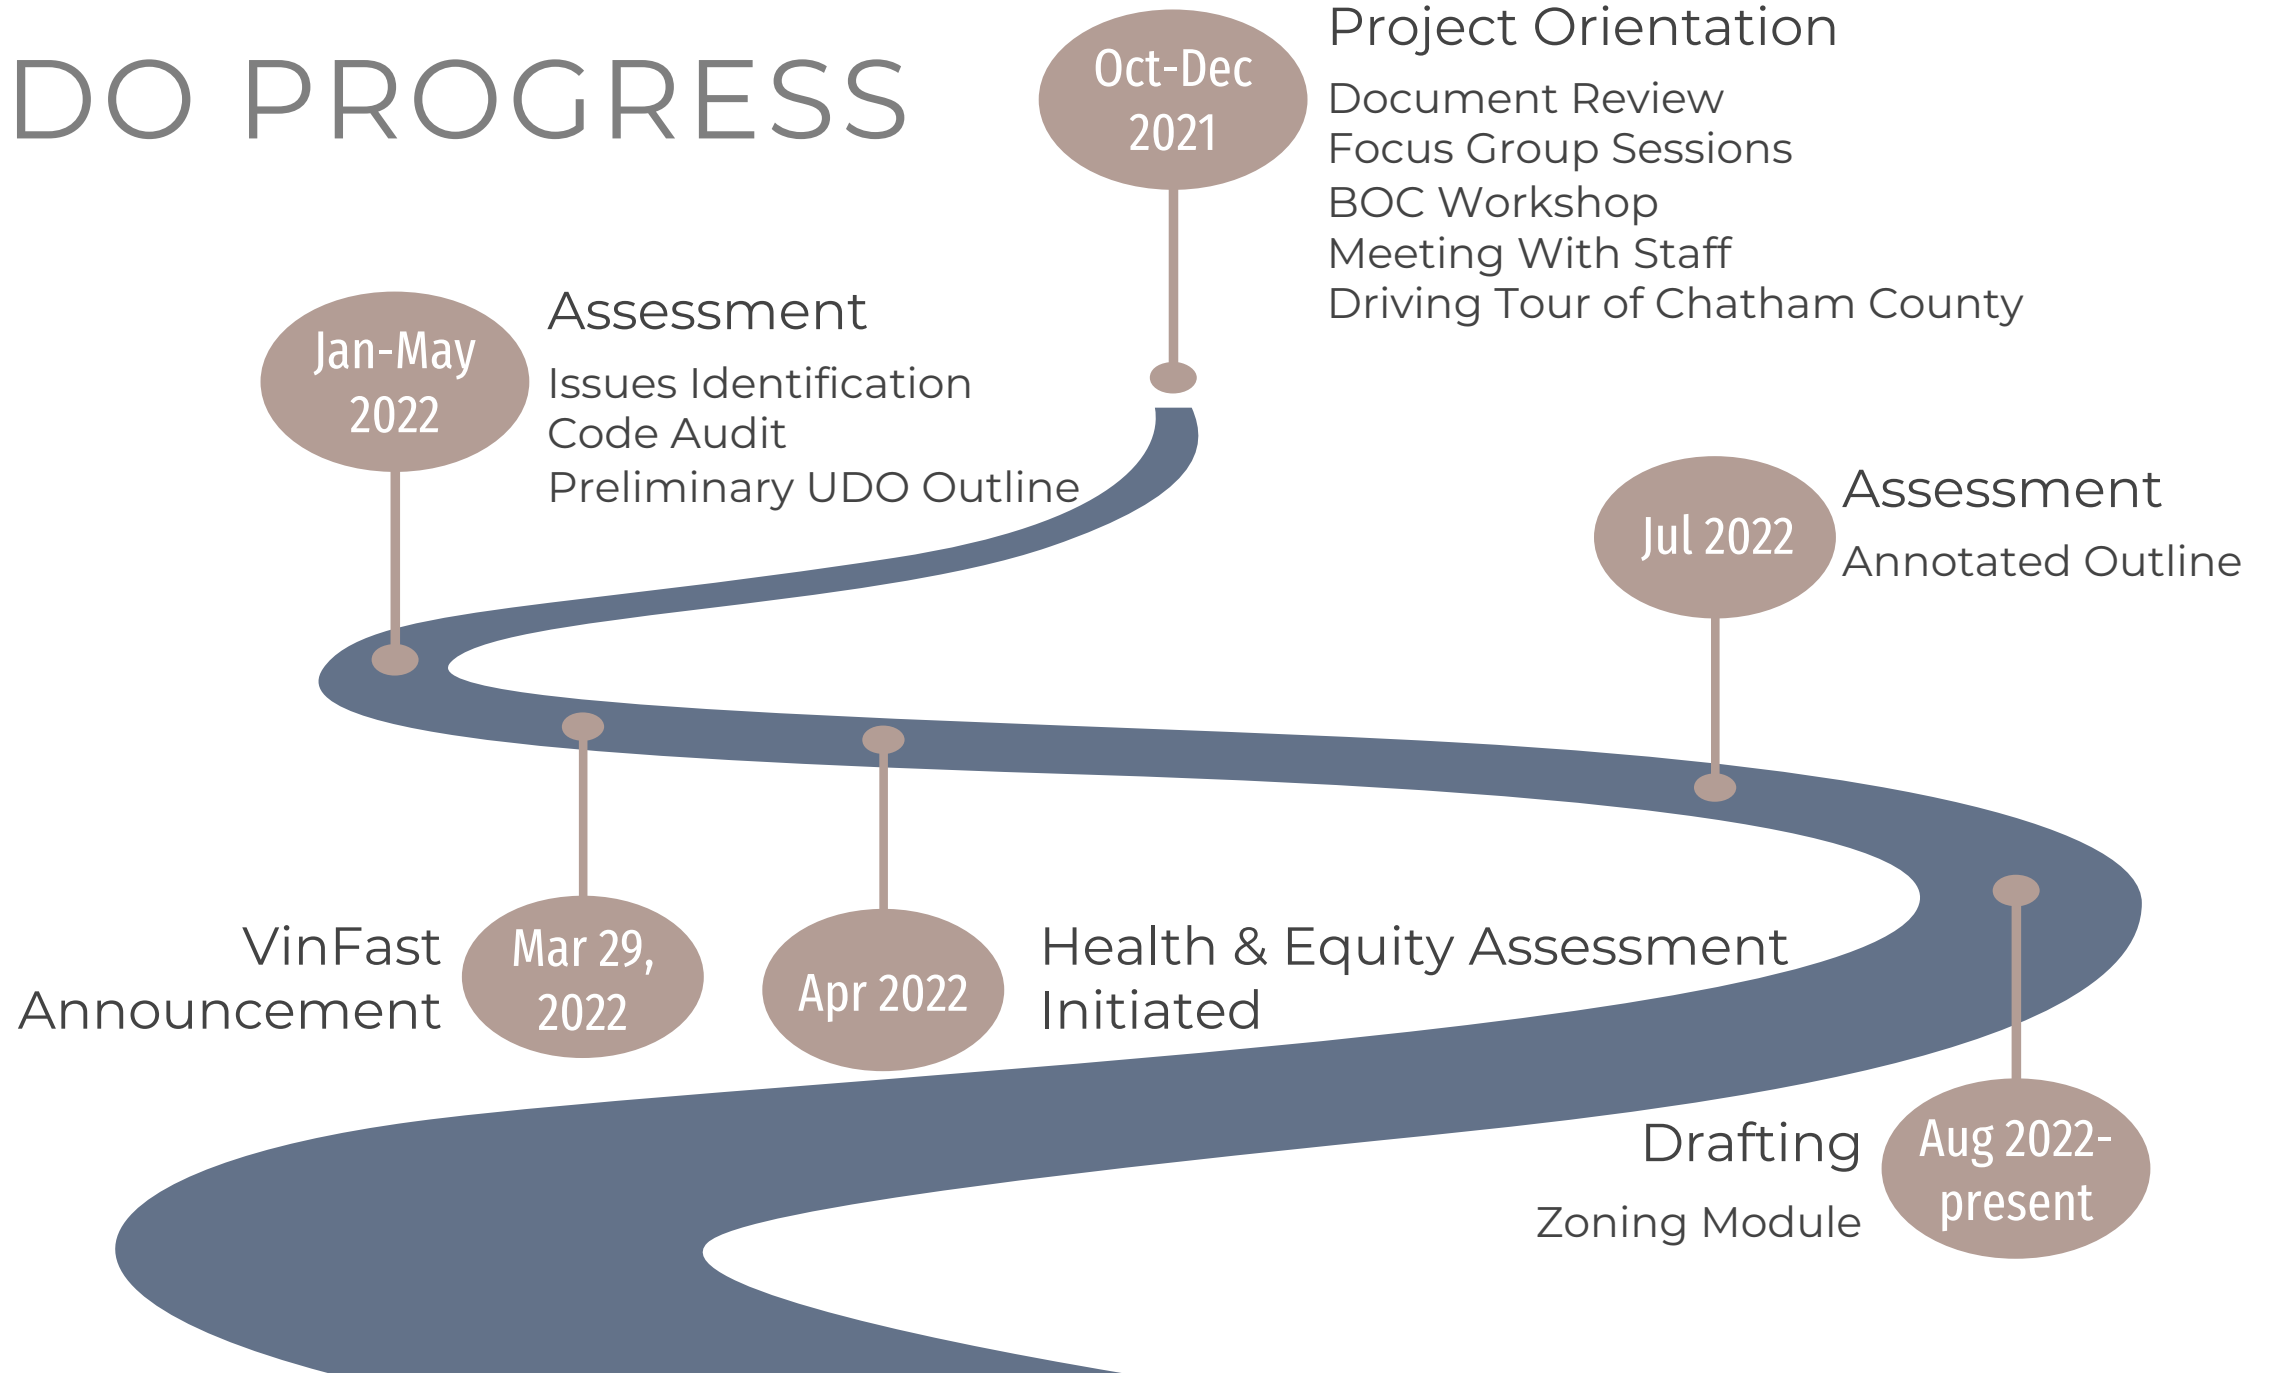 DO PROGRESS
Oct-Dec
2021
Project Orientation
Document Review
Focus Group Sessions
BOC Workshop
Meeting With Staff
Driving Tour of Chatham County
Jan-May
2022
Assessment
Issues Identification
Code Audit
Preliminary UDO Outline
Jul 2022
Assessment
Annotated Outline
VinFast
Announcement
Mar 29,
2022
Apr 2022
Health & Equity Assessment
Initiated
Drafting
Zoning Module
Aug 2022-
present